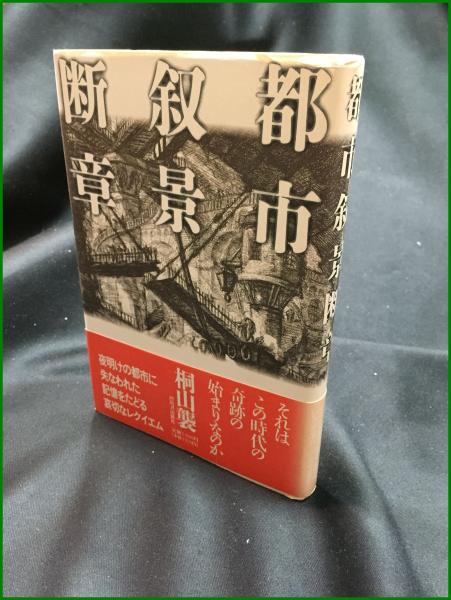 都市
叙景
断章
都市叙景断章
それは
この時代の
奇跡の
始まりなのか
桐山襲
夜明けの都市に
失なわれた
記憶をたどる
哀切なレクイエム